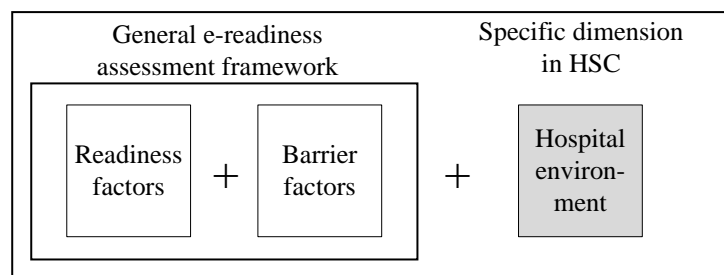 General e-readiness
assessment framework
Specific dimension
in HSC
Readiness
factors
+
Barrier
factors
+
Hospital
environ-
ment